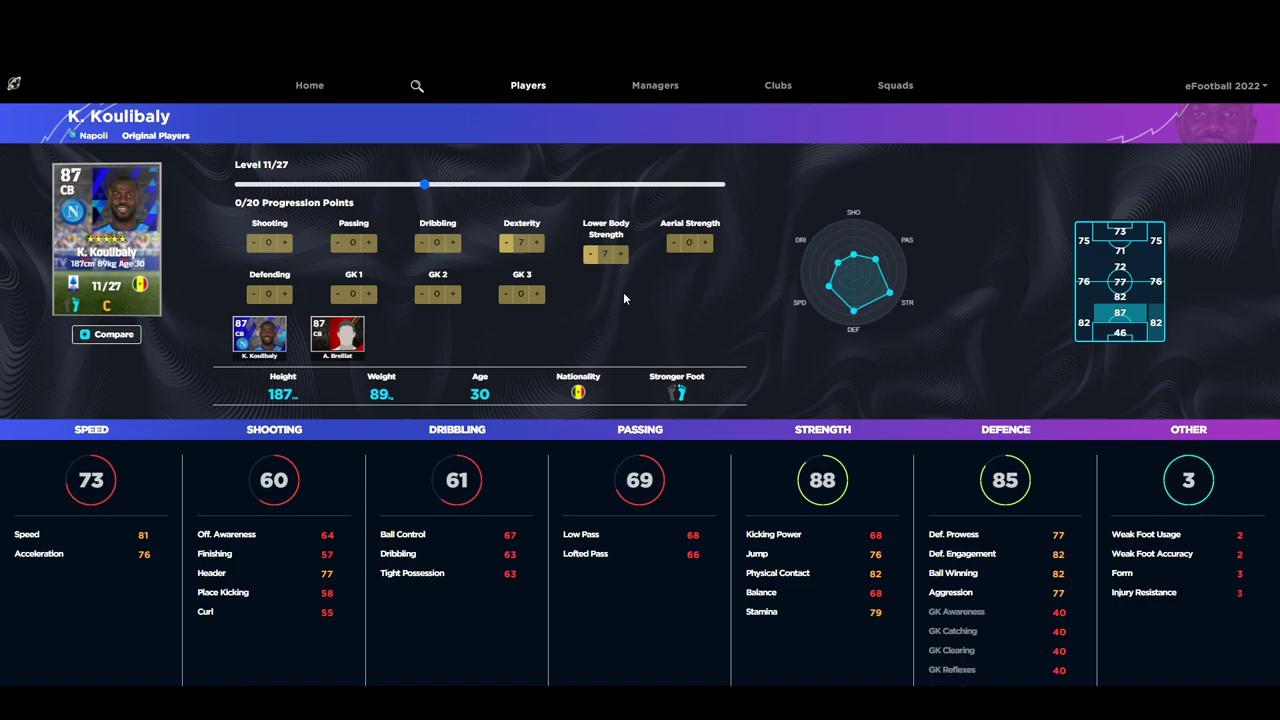 Home
Players
Managers
Clubs
Squads
eFootball 2022
K. Koulibaly
Napoli
Original Players
Level 11/27
0/20 Progression Points
87
CB
N
K. Koulibaly
187cm 89kg Age 30
11/27
C
Compare
Shooting
- 0 +
Passing
- 0 +
Dribbling
- 0 +
Dexterity
- 7 +
Lower Body
Strength
- 7 +
Aerial Strength
- 0 +
Defending
- 0 +
GK 1
- 0 +
GK 2
- 0 +
GK 3
- 0 +
87
CB
K. Koulibaly
87
CB
A. Breillat
Height
187
Weight
89
Age
30
Nationality
Stronger Foot
SHO
PAS
STR
DEF
SPD
DRI
73
75
75
71
72
76
77
76
82
87
82
82
46
SPEED
73
Speed 81
Acceleration 76
SHOOTING
60
Off. Awareness 64
Finishing 57
Header 77
Place Kicking 58
Curl 55
DRIBBLING
61
Ball Control 67
Dribbling 63
Tight Possession 63
PASSING
69
Low Pass 68
Lofted Pass 66
STRENGTH
88
Kicking Power 68
Jump 76
Physical Contact 82
Balance 68
Stamina 79
DEFENCE
85
Def. Prowess 77
Def. Engagement 82
Ball Winning 82
Aggression 77
GK Awareness 40
GK Catching 40
GK Clearing 40
GK Reflexes 40
OTHER
3
Weak Foot Usage 2
Weak Foot Accuracy 2
Form 3
Injury Resistance 3